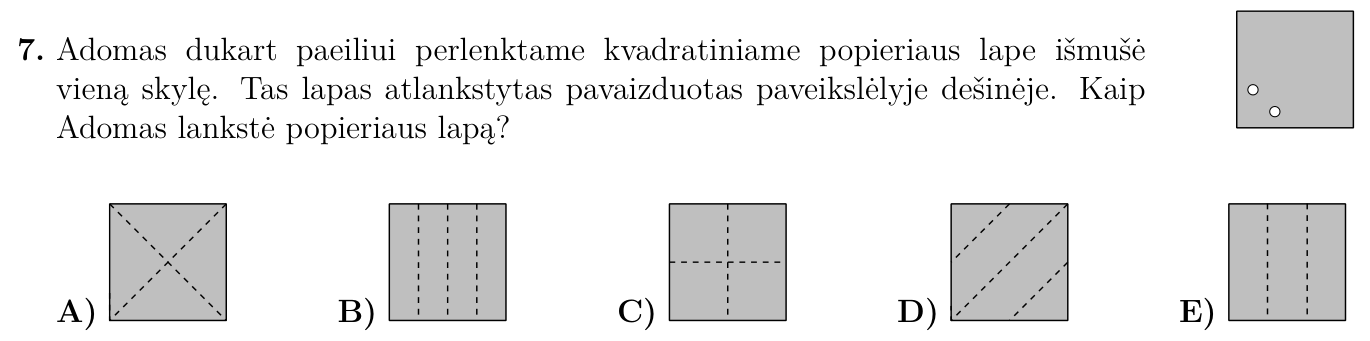 7. Adomas dukart paeiliui perlenktame kvadratiniame popieriaus lape išmušė
vieną skylę. Tas lapas atlankstytas pavaizduotas paveikslėlyje dešinėje. Kaip
Adomas lankstė popieriaus lapą?
A) B) C) D) E)